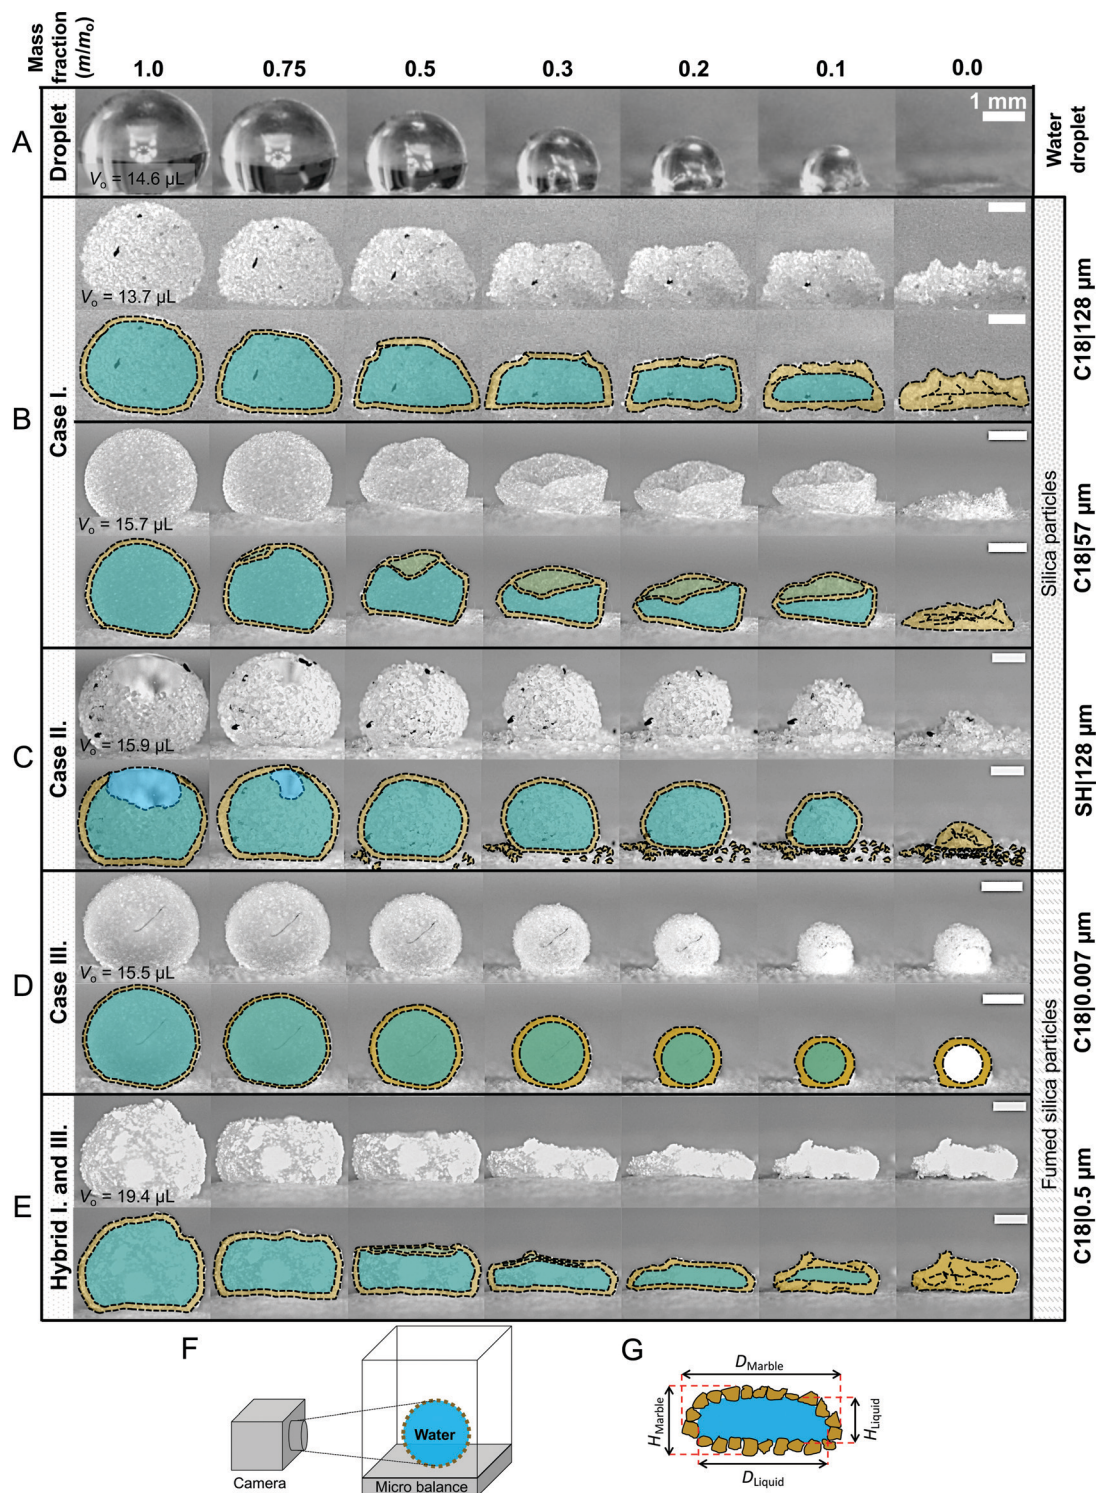 Mass
fraction
(m/mₒ)
1.0
0.75
0.5
0.3
0.2
0.1
0.0
A
Droplet
Vₒ = 14.6 µL
1 mm
Water
droplet
B
Case I.
Vₒ = 13.7 µL
C18|128 µm
Vₒ = 15.7 µL
C18|57 µm
Silica particles
C
Case II.
Vₒ = 15.9 µL
SH|128 µm
D
Case III.
Vₒ = 15.5 µL
C18|0.007 µm
Fumed silica particles
E
Hybrid I. and III.
Vₒ = 19.4 µL
C18|0.5 µm
F
Water
Camera
Micro balance
G
D_Marble
H_Marble
H_Liquid
D_Liquid